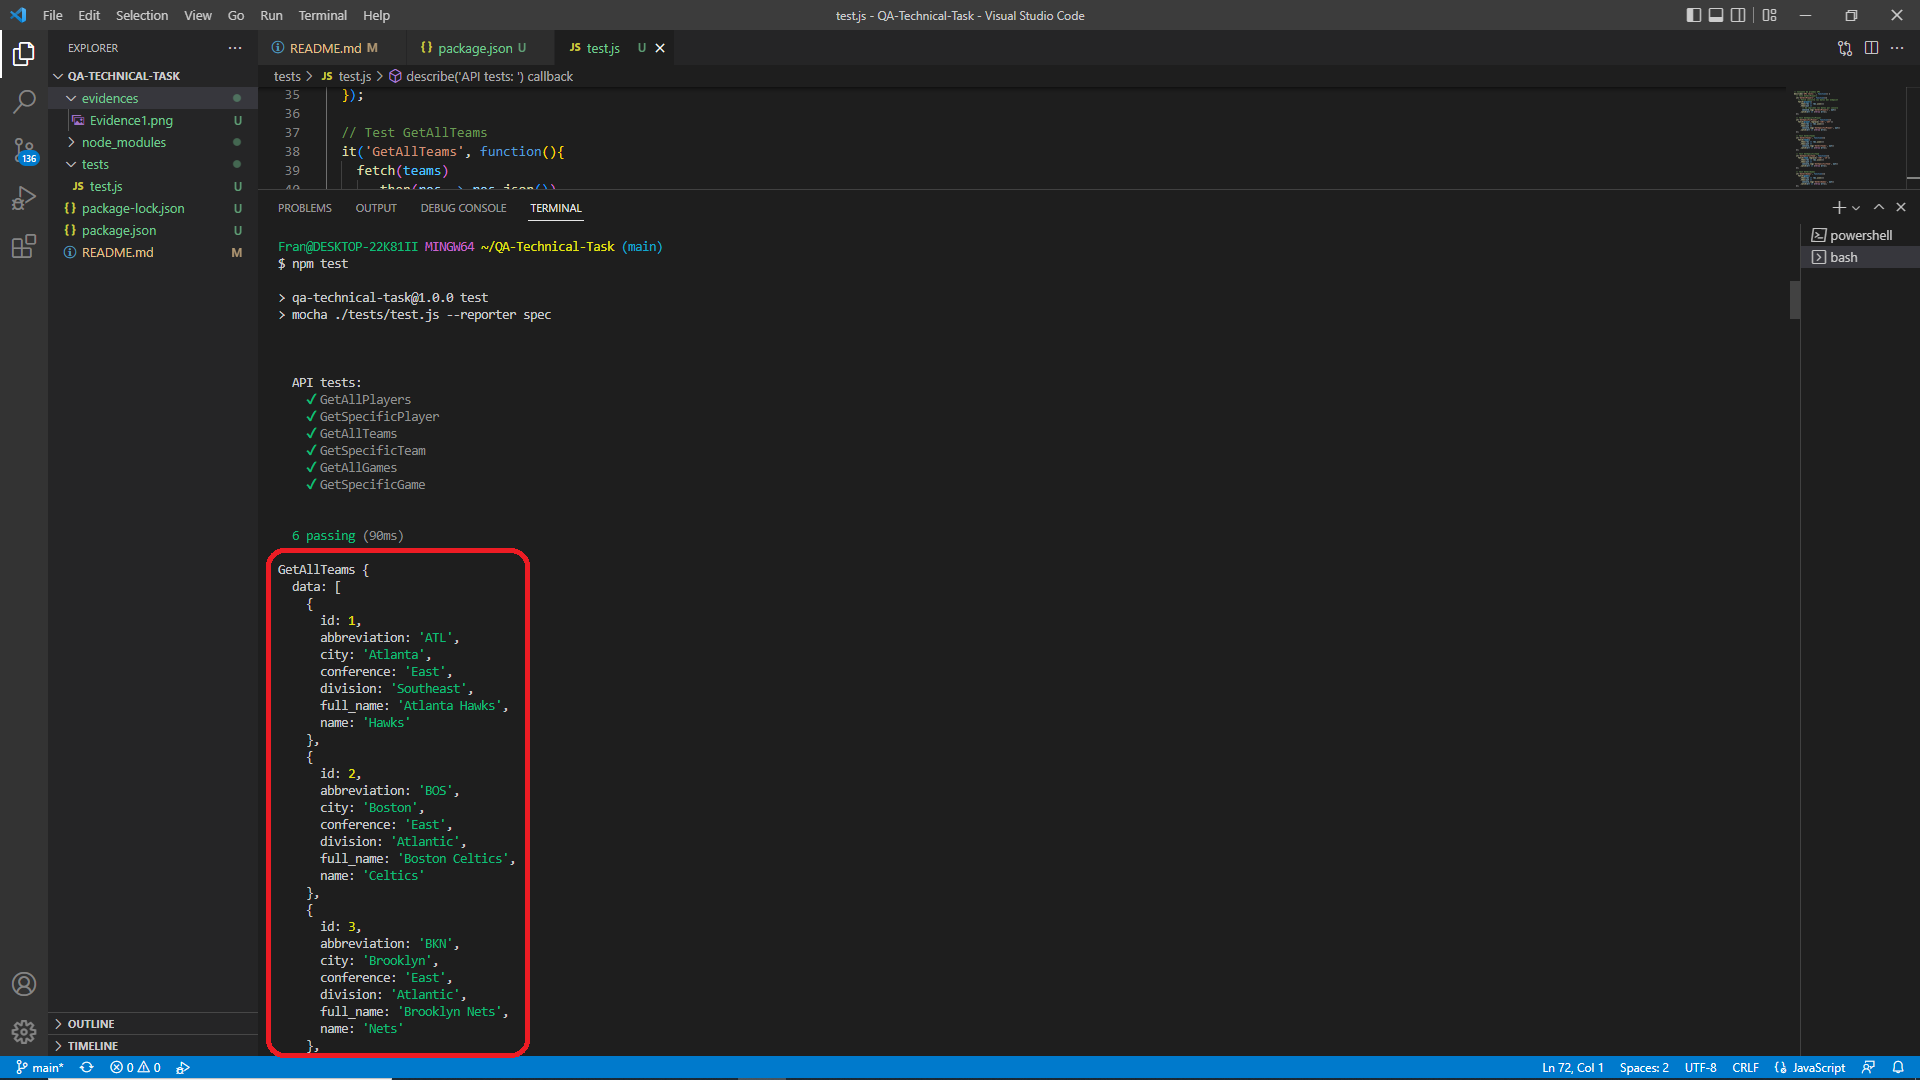 File Edit Selection View Go Run Terminal Help
test.js - QA-Technical-Task - Visual Studio Code
EXPLORER
QA-TECHNICAL-TASK
evidences
Evidence1.png U
node_modules
tests
JS test.js U
{} package-lock.json U
{} package.json U
README.md M
136
OUTLINE
TIMELINE
README.md M
{} package.json U
JS test.js U
tests > JS test.js > describe('API tests: ') callback
35 });
36
37 // Test GetAllTeams
38 it('GetAllTeams', function(){
39 fetch(teams)
40 .then(res => res.json())
PROBLEMS OUTPUT DEBUG CONSOLE TERMINAL
powershell
bash
Fran@DESKTOP-22K81II MINGW64 ~/QA-Technical-Task (main)
$ npm test
> qa-technical-task@1.0.0 test
> mocha ./tests/test.js --reporter spec
API tests:
✓ GetAllPlayers
✓ GetSpecificPlayer
✓ GetAllTeams
✓ GetSpecificTeam
✓ GetAllGames
✓ GetSpecificGame
6 passing (90ms)
GetAllTeams {
data: [
{
id: 1,
abbreviation: 'ATL',
city: 'Atlanta',
conference: 'East',
division: 'Southeast',
full_name: 'Atlanta Hawks',
name: 'Hawks'
},
{
id: 2,
abbreviation: 'BOS',
city: 'Boston',
conference: 'East',
division: 'Atlantic',
full_name: 'Boston Celtics',
name: 'Celtics'
},
{
id: 3,
abbreviation: 'BKN',
city: 'Brooklyn',
conference: 'East',
division: 'Atlantic',
full_name: 'Brooklyn Nets',
name: 'Nets'
},
main* 0 0
Ln 72, Col 1 Spaces: 2 UTF-8 CRLF {} JavaScript